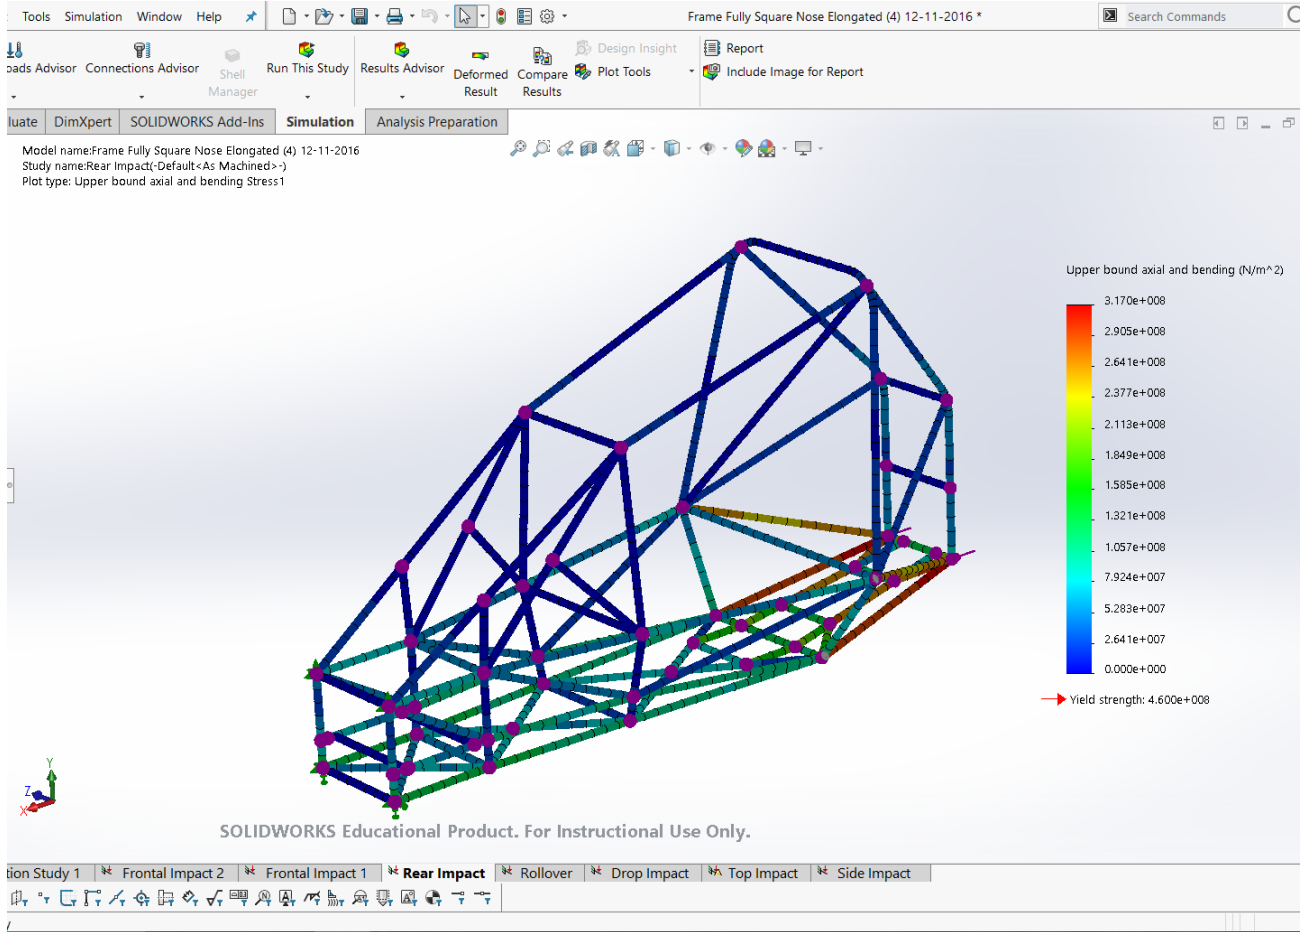 Tools Simulation Window Help
Frame Fully Square Nose Elongated (4) 12-11-2016 *
Search Commands
oads Advisor
Connections Advisor
Shell
Manager
Run This Study
Results Advisor
Deformed
Result
Compare
Results
Design Insight
Plot Tools
Report
Include Image for Report
luate DimXpert SOLIDWORKS Add-Ins Simulation Analysis Preparation
Model name:Frame Fully Square Nose Elongated (4) 12-11-2016
Study name:Rear Impact(-Default<As Machined>-)
Plot type: Upper bound axial and bending Stress1
Upper bound axial and bending (N/m^2)
3.170e+008
2.905e+008
2.641e+008
2.377e+008
2.113e+008
1.849e+008
1.585e+008
1.321e+008
1.057e+008
7.924e+007
5.283e+007
2.641e+007
0.000e+000
Yield strength: 4.600e+008
Y
Z
X
SOLIDWORKS Educational Product. For Instructional Use Only.
tion Study 1 Frontal Impact 2 Frontal Impact 1 Rear Impact Rollover Drop Impact Top Impact Side Impact